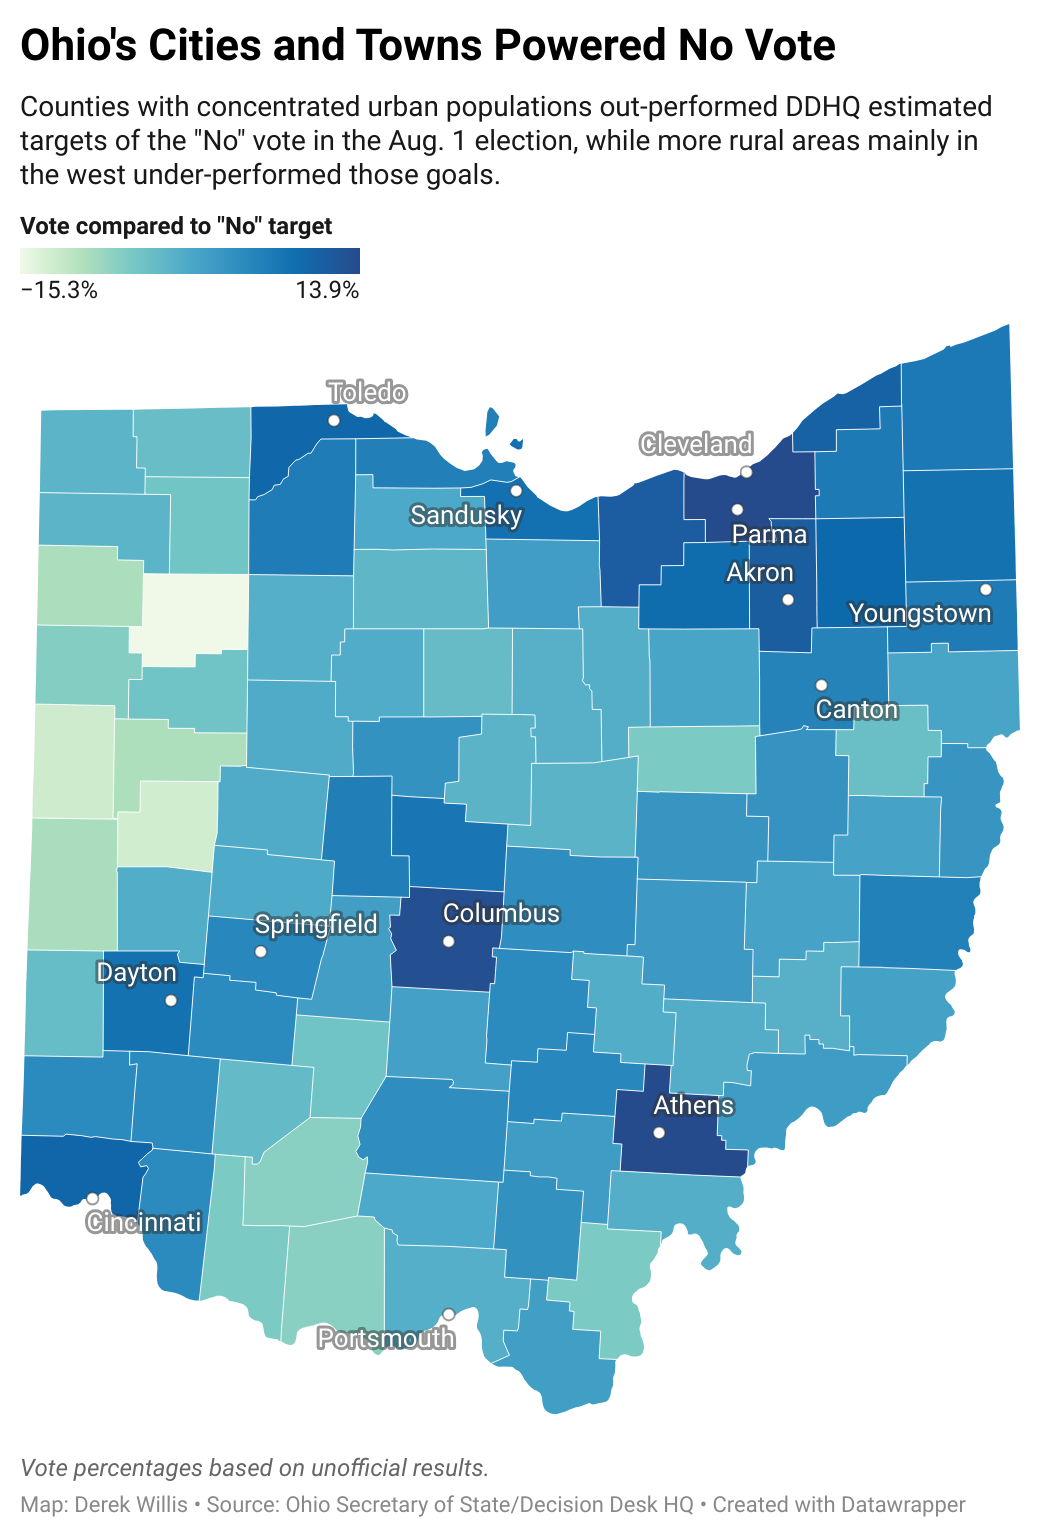 Ohio's Cities and Towns Powered No Vote
Counties with concentrated urban populations out-performed DDHQ estimated
targets of the "No" vote in the Aug. 1 election, while more rural areas mainly in
the west under-performed those goals.
Vote compared to "No" target
−15.3% 13.9%
Toledo
Cleveland
Sandusky
Parma
Akron
Youngstown
Canton
Columbus
Springfield
Dayton
Athens
Cincinnati
Portsmouth
Vote percentages based on unofficial results.
Map: Derek Willis • Source: Ohio Secretary of State/Decision Desk HQ • Created with Datawrapper